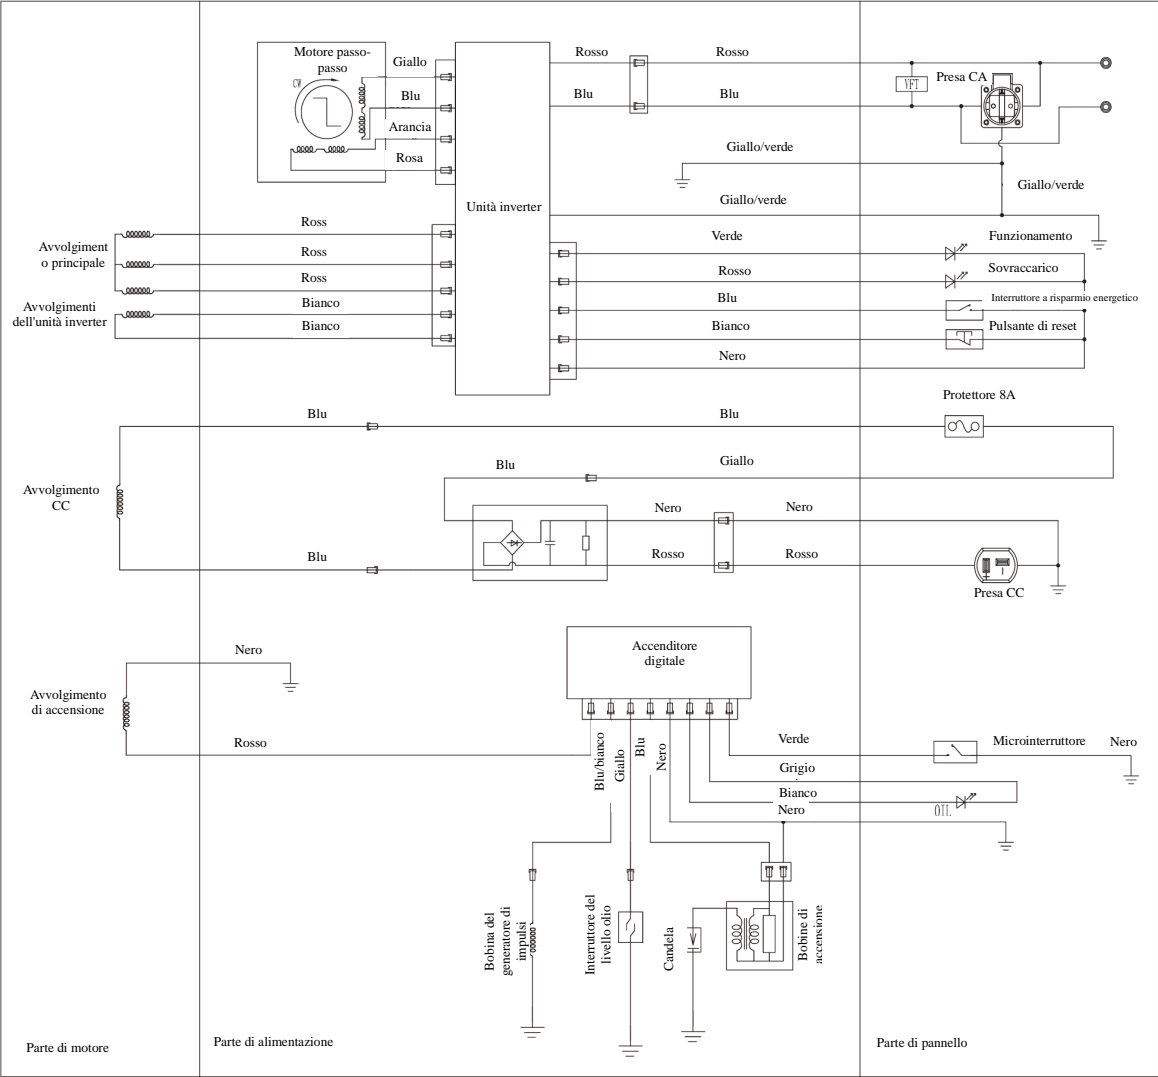 Motore passo-
passo
CW
Giallo
Blu
Arancia
Rosa
Unità inverter
Rosso
Rosso
Blu
Blu
VFT
Presa CA
Giallo/verde
Giallo/verde
Giallo/verde
Avvolgiment
o principale
Ross
Ross
Ross
Avvolgimenti
dell'unità inverter
Bianco
Bianco
Verde
Funzionamento
Rosso
Sovraccarico
Blu
Interruttore a risparmio energetico
Bianco
Pulsante di reset
Nero
Protettore 8A
Blu
Blu
Blu
Giallo
Avvolgimento
CC
Nero
Nero
Blu
Rosso
Rosso
Presa CC
Accenditore
digitale
Nero
Avvolgimento
di accensione
Rosso
Blu/bianco
Giallo
Blu
Nero
Verde
Microinterruttore
Nero
Grigio
Bianco
OIL
Nero
Bobina del
generatore di
impulsi
Interruttore del
livello olio
Candela
Bobine di
accensione
Parte di motore
Parte di alimentazione
Parte di pannello